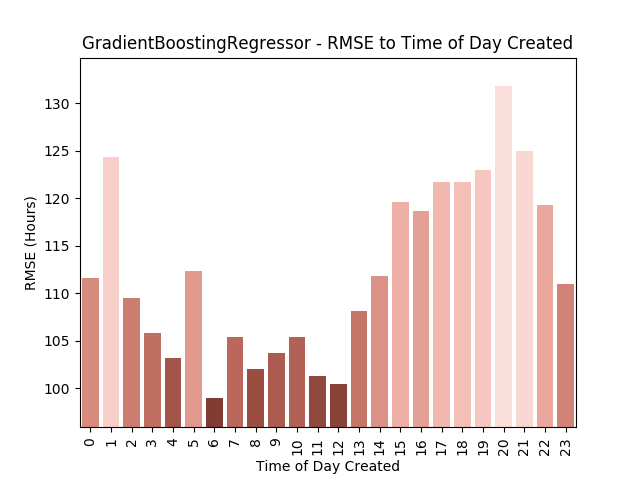 GradientBoostingRegressor - RMSE to Time of Day Created
RMSE (Hours)
130
125
120
115
110
105
100
0 1 2 3 4 5 6 7 8 9 10 11 12 13 14 15 16 17 18 19 20 21 22 23
Time of Day Created